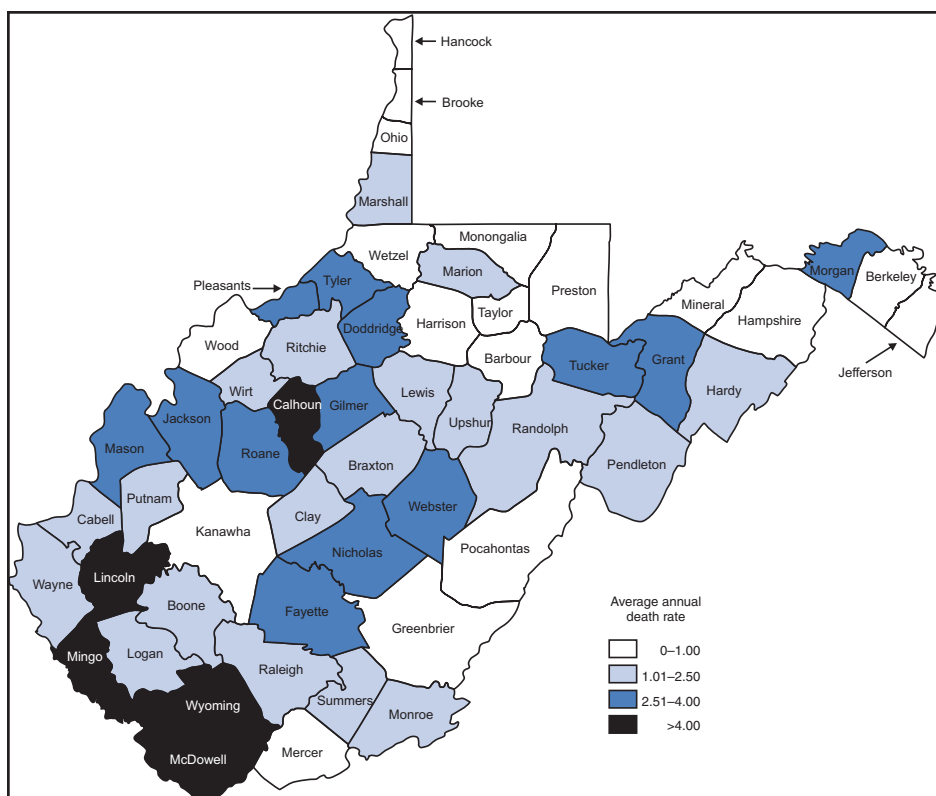 Hancock
Brooke
Ohio
Marshall
Wetzel
Monongalia
Marion
Preston
Pleasants
Tyler
Morgan
Berkeley
Mineral
Hampshire
Jefferson
Wood
Ritchie
Doddridge
Harrison
Taylor
Barbour
Tucker
Grant
Hardy
Wirt
Calhoun
Gilmer
Lewis
Upshur
Randolph
Pendleton
Mason
Jackson
Roane
Braxton
Webster
Pocahontas
Putnam
Cabell
Kanawha
Clay
Nicholas
Wayne
Lincoln
Boone
Fayette
Greenbrier
Mingo
Logan
Raleigh
Summers
Monroe
Wyoming
McDowell
Mercer
Average annual
death rate
0–1.00
1.01–2.50
2.51–4.00
>4.00